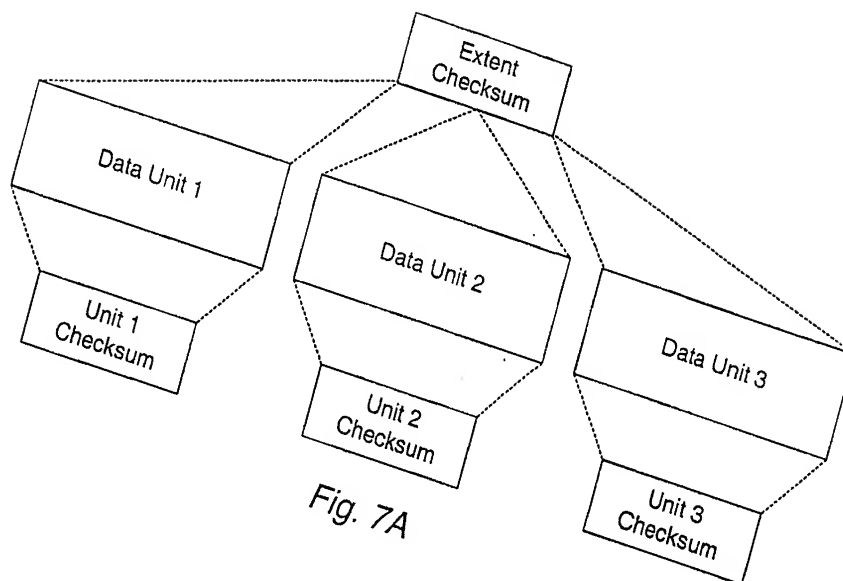 Extent
Checksum
Data Unit 1
Data Unit 2
Data Unit 3
Unit 1
Checksum
Unit 2
Checksum
Unit 3
Checksum
Fig. 7A